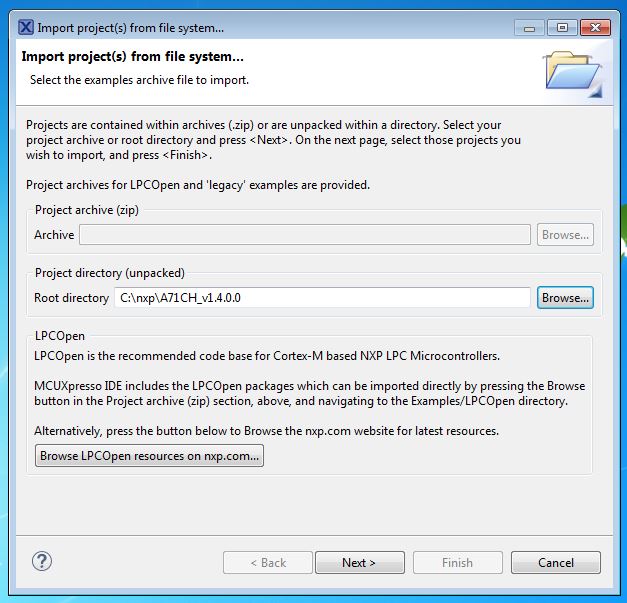 Import project(s) from file system...
Import project(s) from file system...
Select the examples archive file to import.
Projects are contained within archives (.zip) or are unpacked within a directory. Select your
project archive or root directory and press <Next>. On the next page, select those projects you
wish to import, and press <Finish>.
Project archives for LPCOpen and 'legacy' examples are provided.
Project archive (zip)
Archive
Browse...
Project directory (unpacked)
Root directory C:\nxp\A71CH_v1.4.0.0
Browse...
LPCOpen
LPCOpen is the recommended code base for Cortex-M based NXP LPC Microcontrollers.
MCUXpresso IDE includes the LPCOpen packages which can be imported directly by pressing the Browse
button in the Project archive (zip) section, above, and navigating to the Examples/LPCOpen directory.
Alternatively, press the button below to Browse the nxp.com website for latest resources.
Browse LPCOpen resources on nxp.com...
?
< Back
Next >
Finish
Cancel